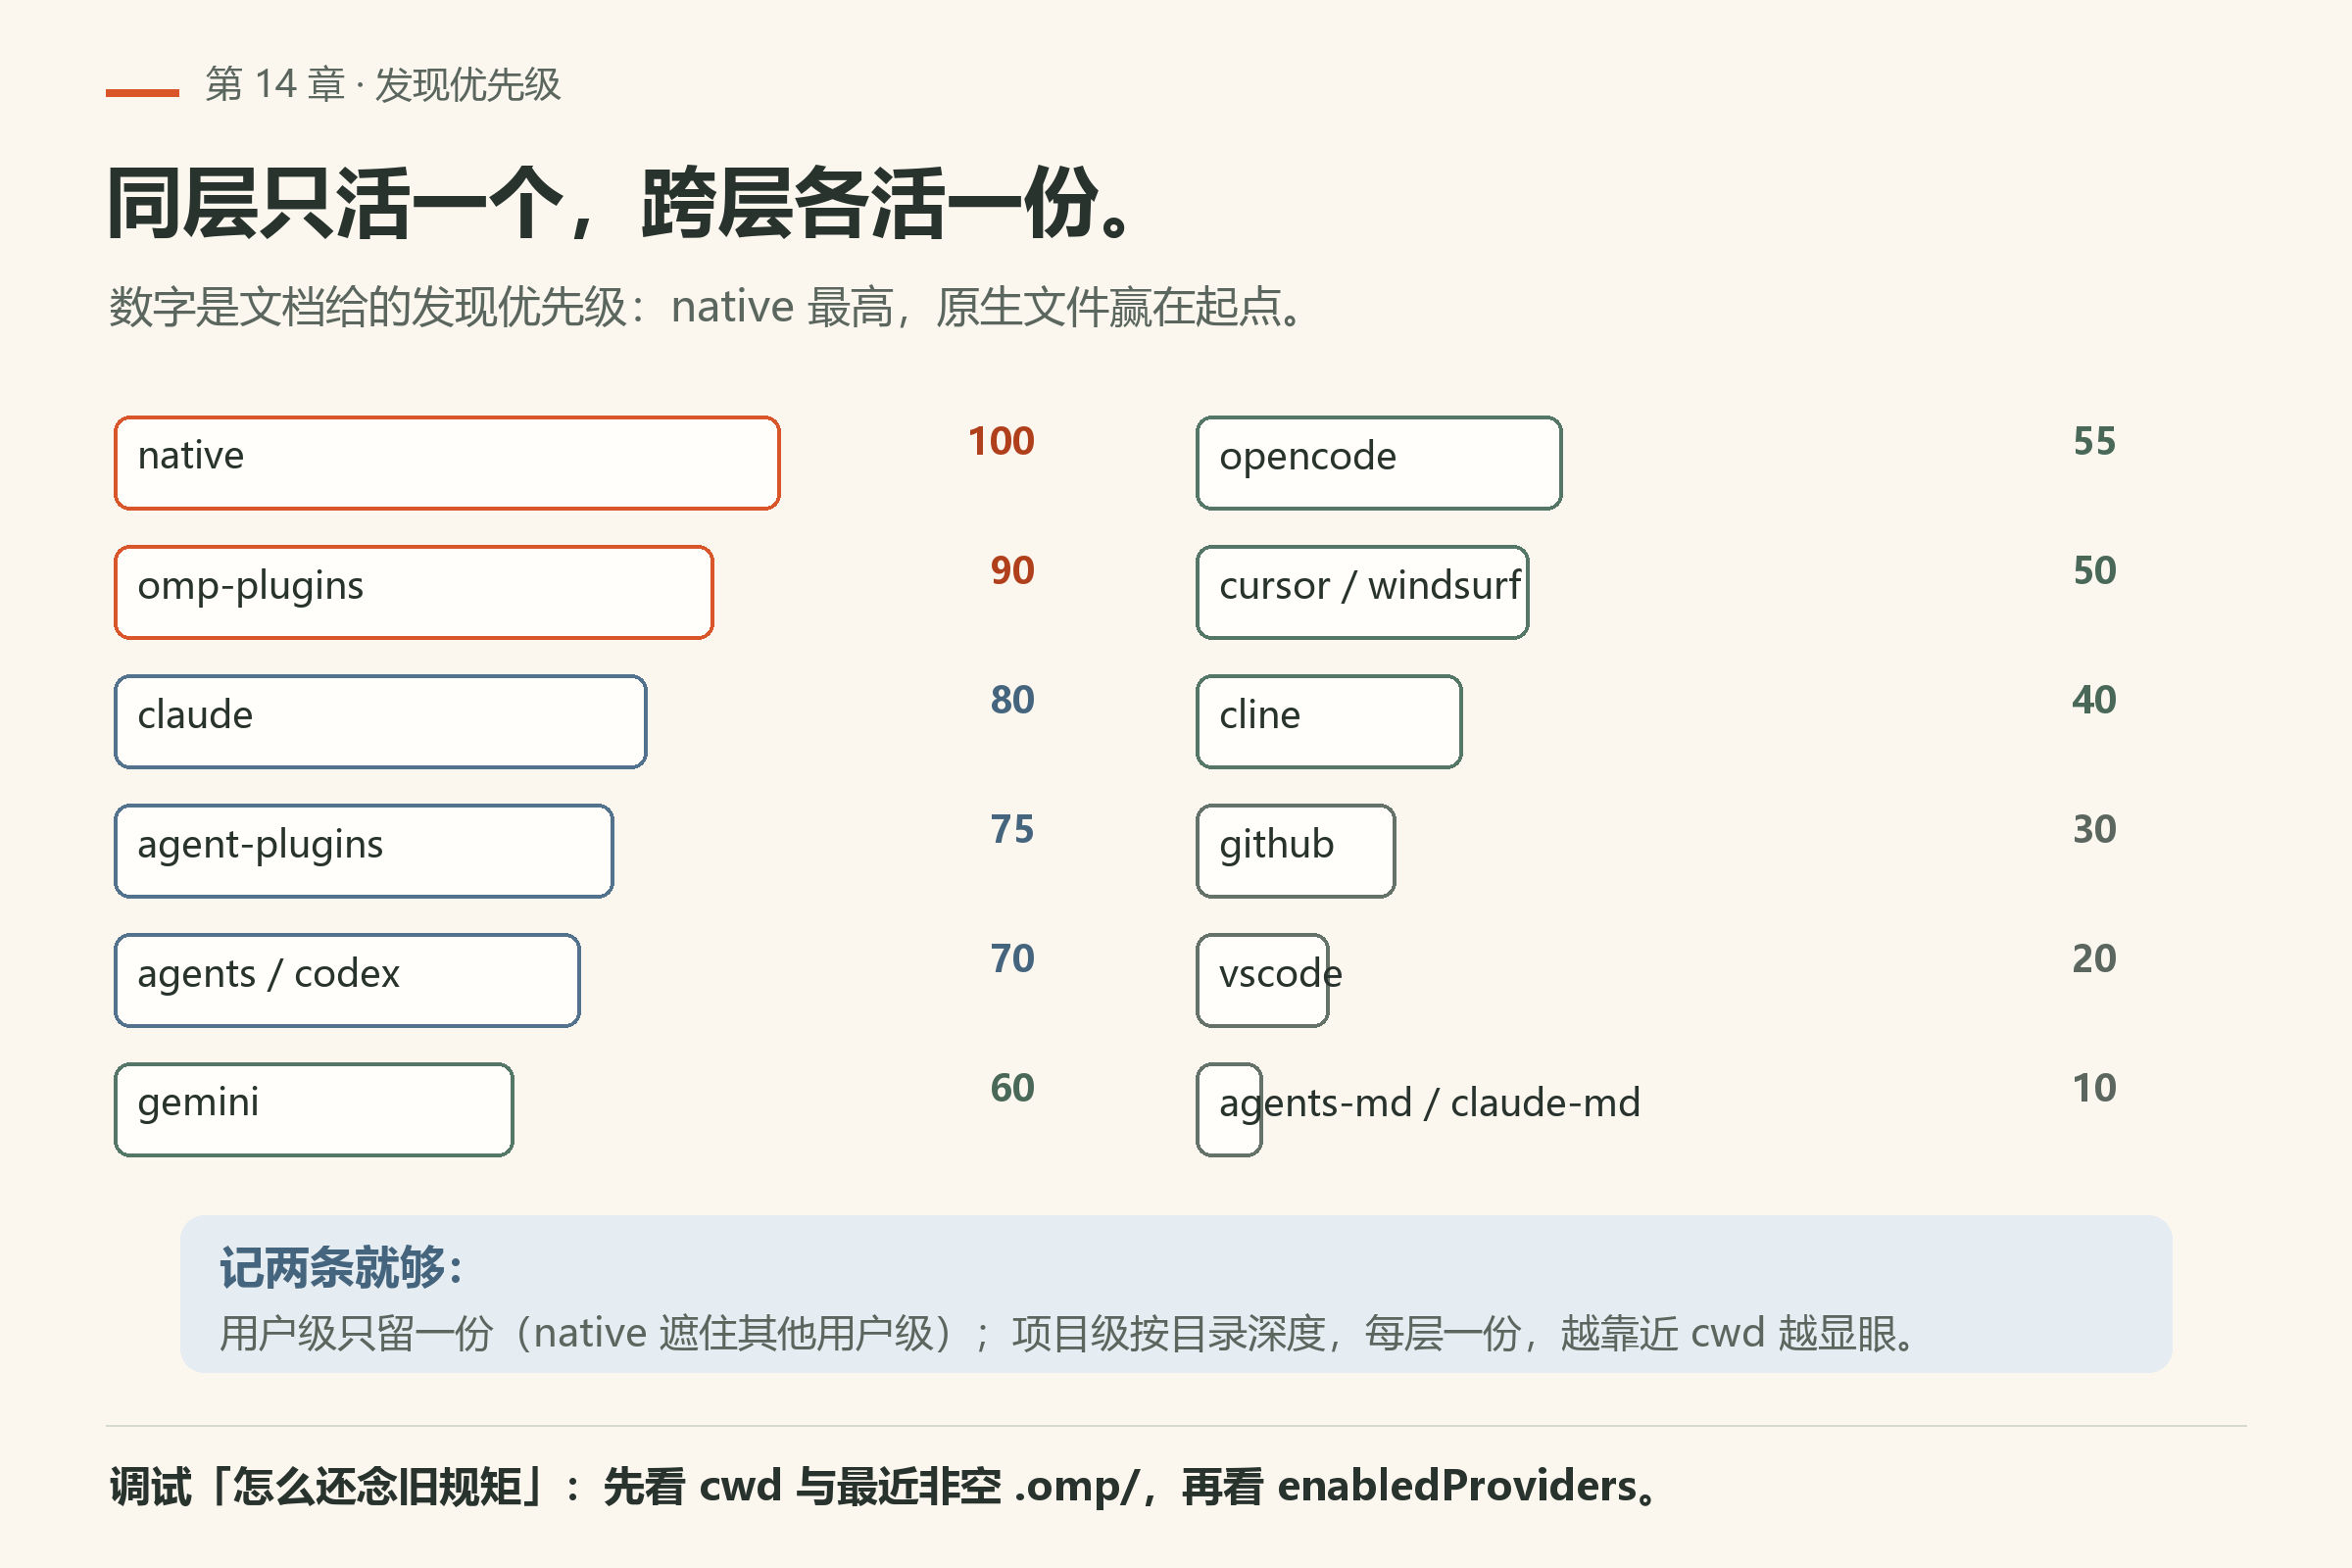 第 14 章 · 发现优先级
同层只活一个，跨层各活一份。
数字是文档给的发现优先级：native 最高，原生文件赢在起点。
native 100
omp-plugins 90
claude 80
agent-plugins 75
agents / codex 70
gemini 60
opencode 55
cursor / windsurf 50
cline 40
github 30
vscode 20
agents-md / claude-md 10
记两条就够：
用户级只留一份（native 遮住其他用户级）；项目级按目录深度，每层一份，越靠近 cwd 越显眼。
调试「怎么还念旧规矩」：先看 cwd 与最近非空 .omp/，再看 enabledProviders。